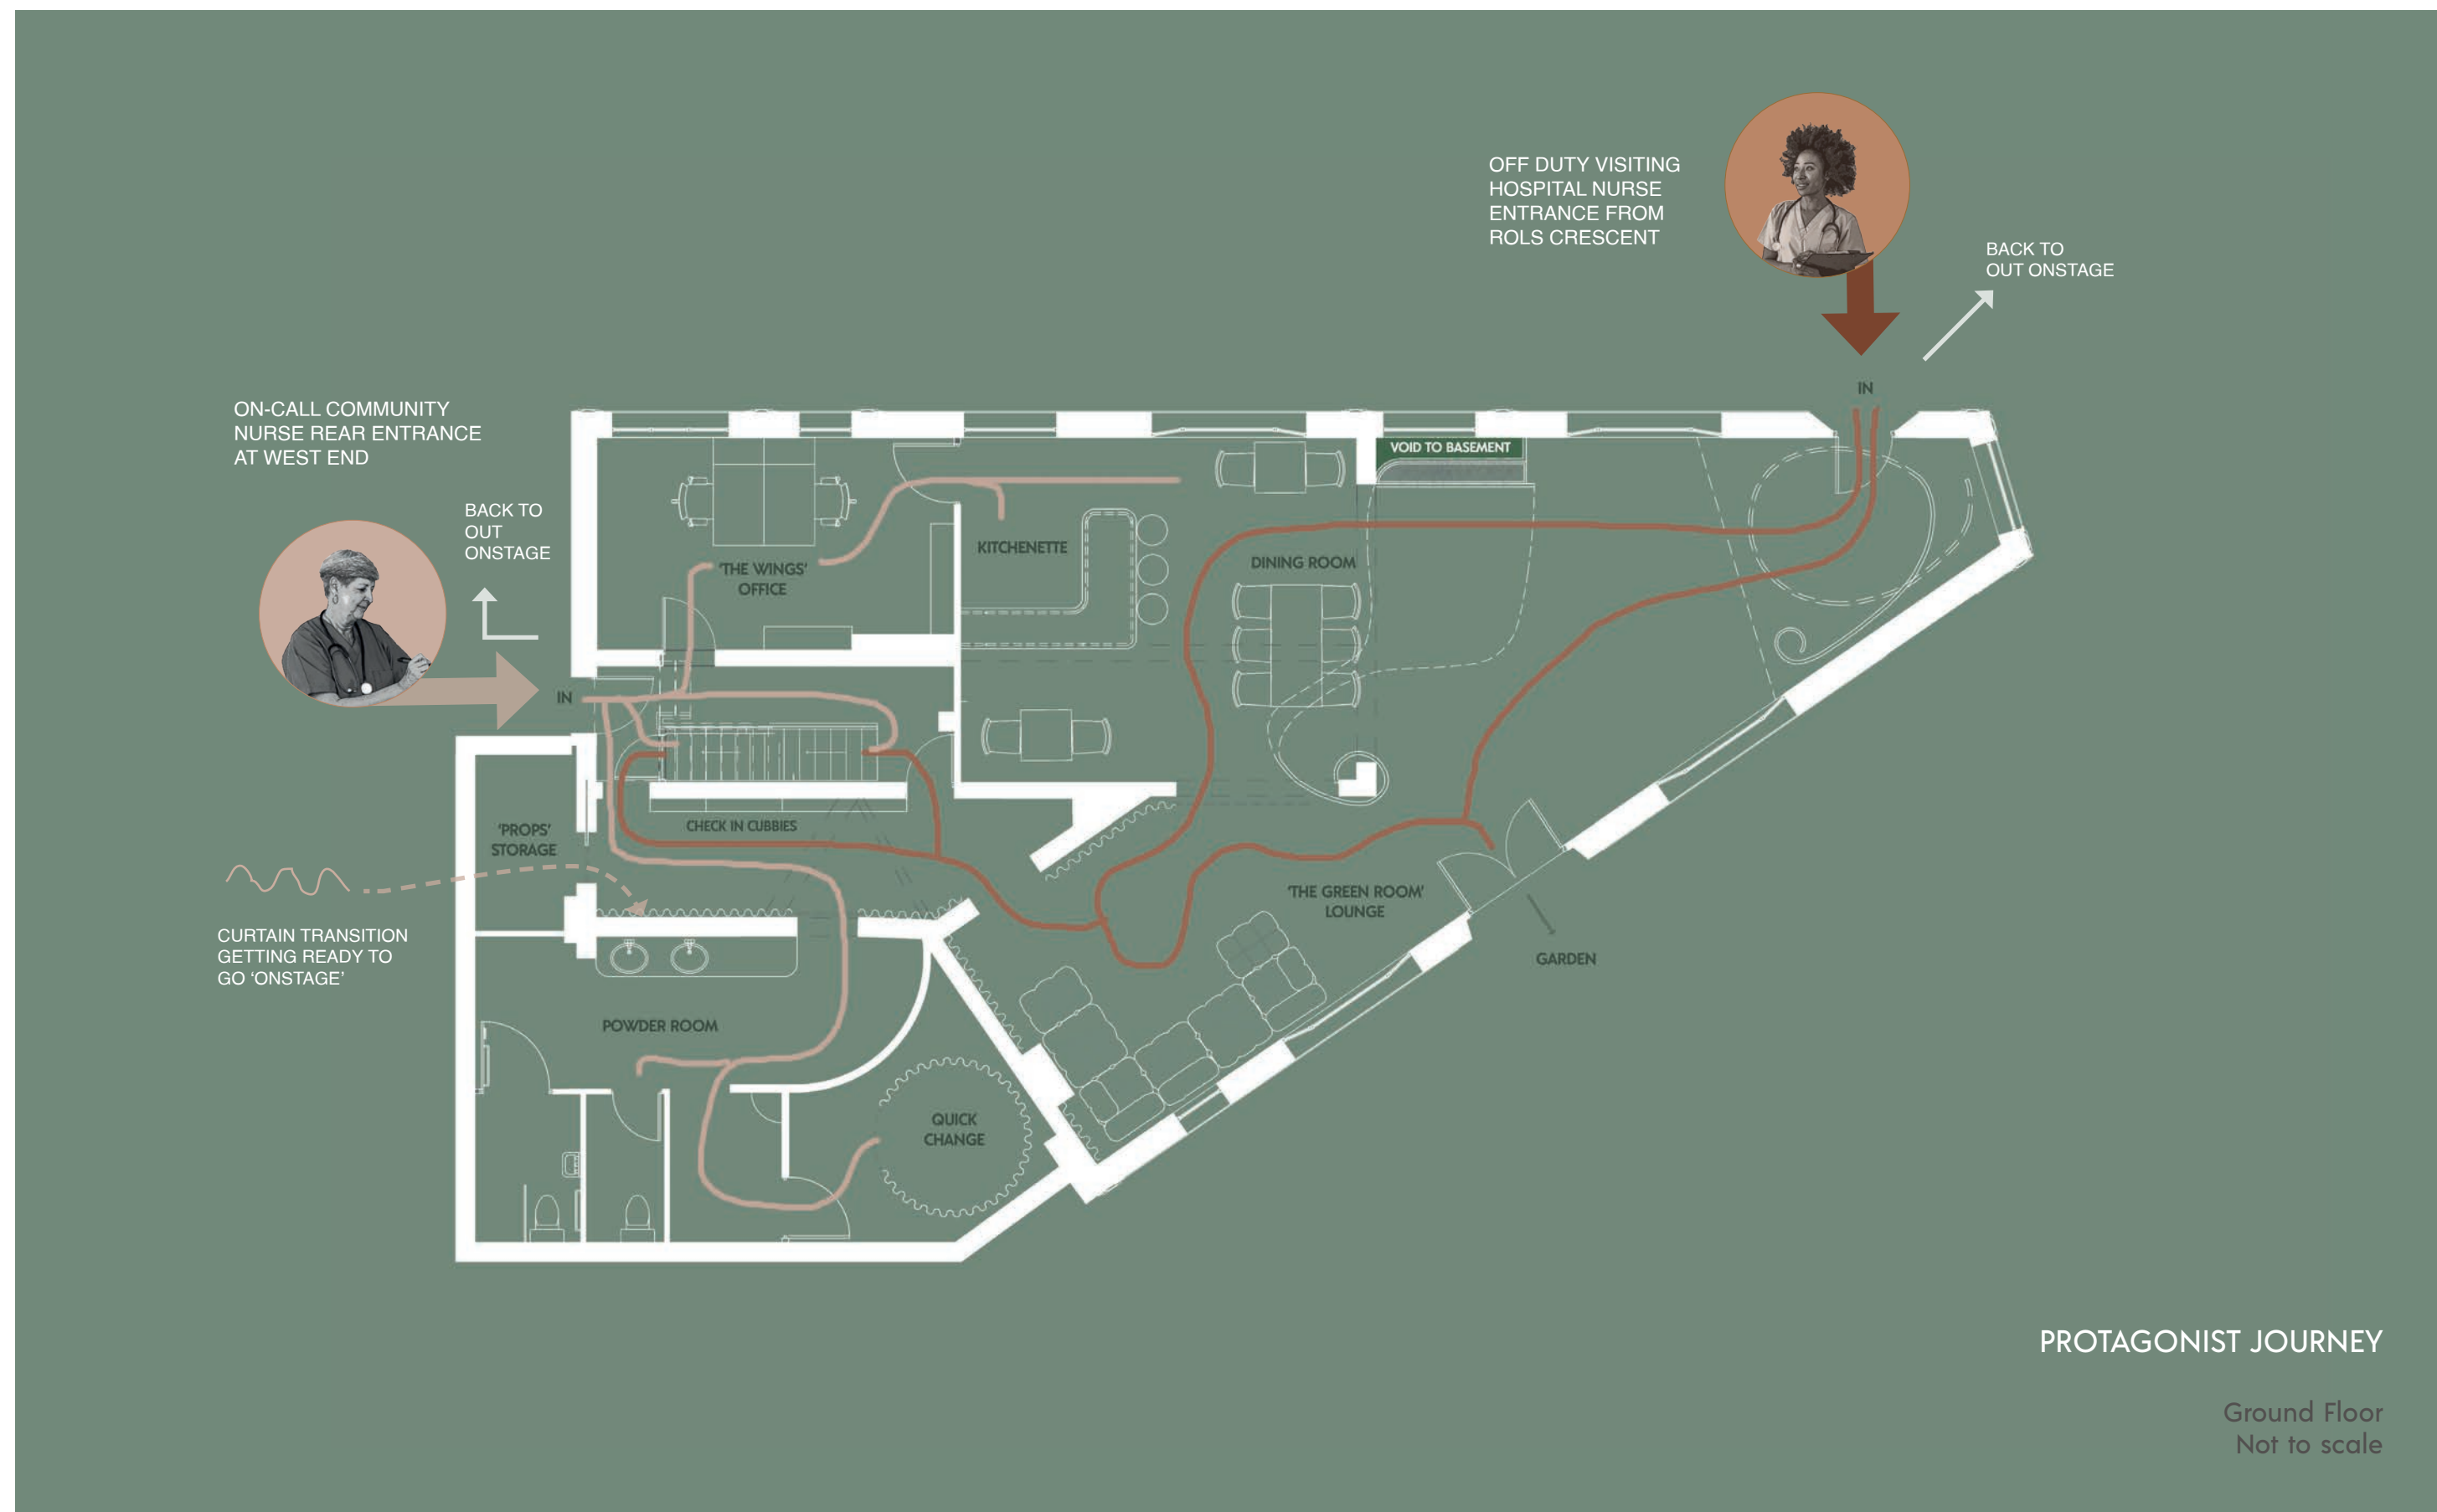 OFF DUTY VISITING
HOSPITAL NURSE
ENTRANCE FROM
ROLS CRESCENT
BACK TO
OUT ONSTAGE
IN
ON-CALL COMMUNITY
NURSE REAR ENTRANCE
AT WEST END
BACK TO
OUT
ONSTAGE
IN
VOID TO BASEMENT
'THE WINGS'
OFFICE
KITCHENETTE
DINING ROOM
'PROPS'
STORAGE
CHECK IN CUBBIES
'THE GREEN ROOM'
LOUNGE
GARDEN
CURTAIN TRANSITION
GETTING READY TO
GO ‘ONSTAGE’
POWDER ROOM
QUICK
CHANGE
PROTAGONIST JOURNEY
Ground Floor
Not to scale